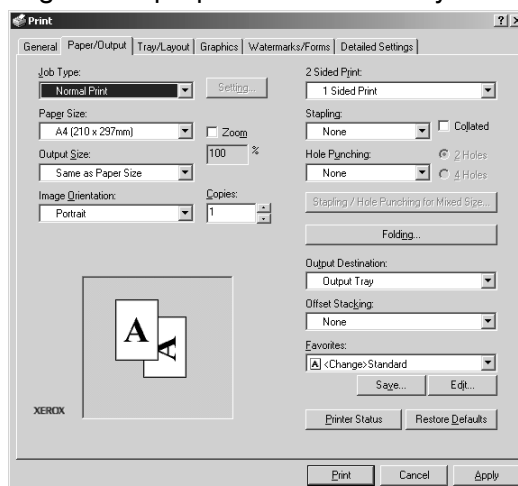 Print
General Paper/Output Tray/Layout Graphics Watermarks/Forms Detailed Settings
Job Type:
Normal Print
Setting...
Paper Size:
A4 (210 x 297mm)
Zoom
Output Size:
100 %
Same as Paper Size
Image Orientation:
Portrait
Copies:
1
A
A
XEROX
2 Sided Print:
1 Sided Print
Stapling:
None
Collated
Hole Punching:
2 Holes
None
4 Holes
Stapling / Hole Punching for Mixed Size...
Folding...
Output Destination:
Output Tray
Offset Stacking:
None
Favorites:
A <Change>Standard
Save... Edit...
Printer Status Restore Defaults
Print Cancel Apply